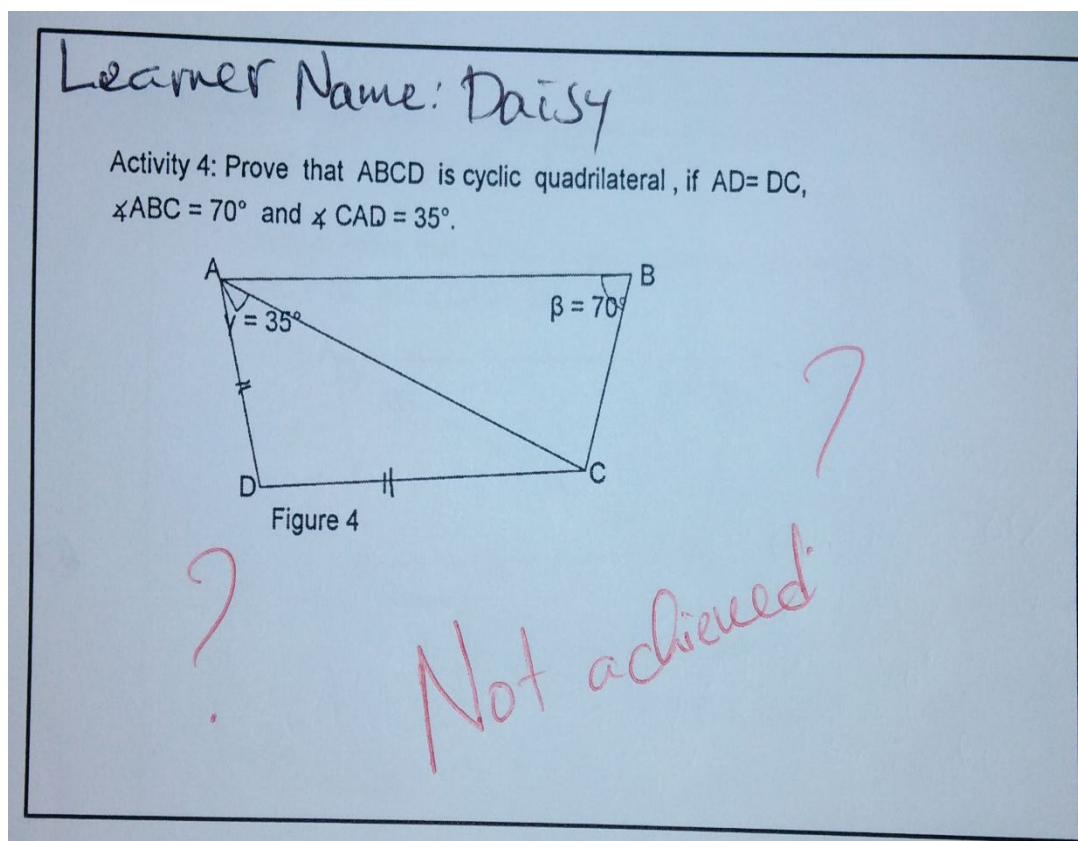 Learner Name: Daisy
Activity 4: Prove that ABCD is cyclic quadrilateral , if AD= DC,
∡ABC = 70° and ∡ CAD = 35°.
A
B
γ = 35°
β = 70°
D
C
Figure 4
?
?
Not achieved